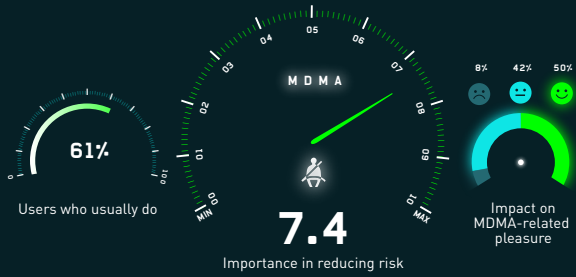 61%
0
100
Users who usually do
MDMA
MIN
00
01
02
03
04
05
06
07
08
09
10
MAX
7.4
Importance in reducing risk
8% 42% 50%
Impact on
MDMA-related
pleasure